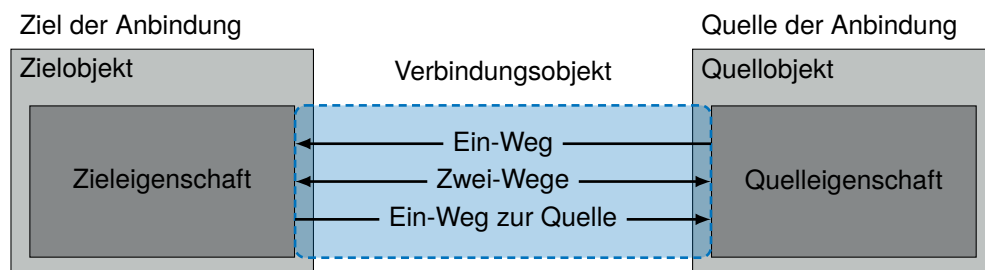 Ziel der Anbindung
Quelle der Anbindung
Zielobjekt
Verbindungsobjekt
Quellobjekt
Ein-Weg
Zieleigenschaft
Zwei-Wege
Quelleigenschaft
Ein-Weg zur Quelle